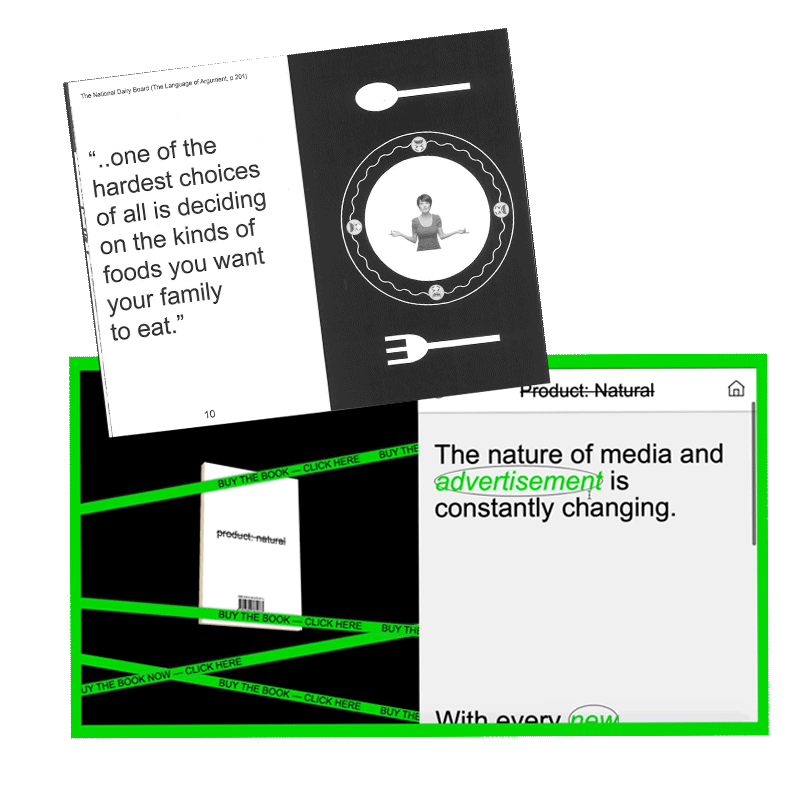 The National Dairy Board (The Language of Argument, p 201)
“..one of the
hardest choices
of all is deciding
on the kinds of
foods you want
your family
to eat.”
10
Product: Natural
The nature of media and
advertisement is
constantly changing.
With every new
BUY THE BOOK — CLICK HERE
BUY THE
product: natural
BUY THE BOOK — CLICK HERE
BUY THE
BUY THE BOOK NOW — CLICK HERE
BUY THE BOOK — CLICK HERE
BUY THE